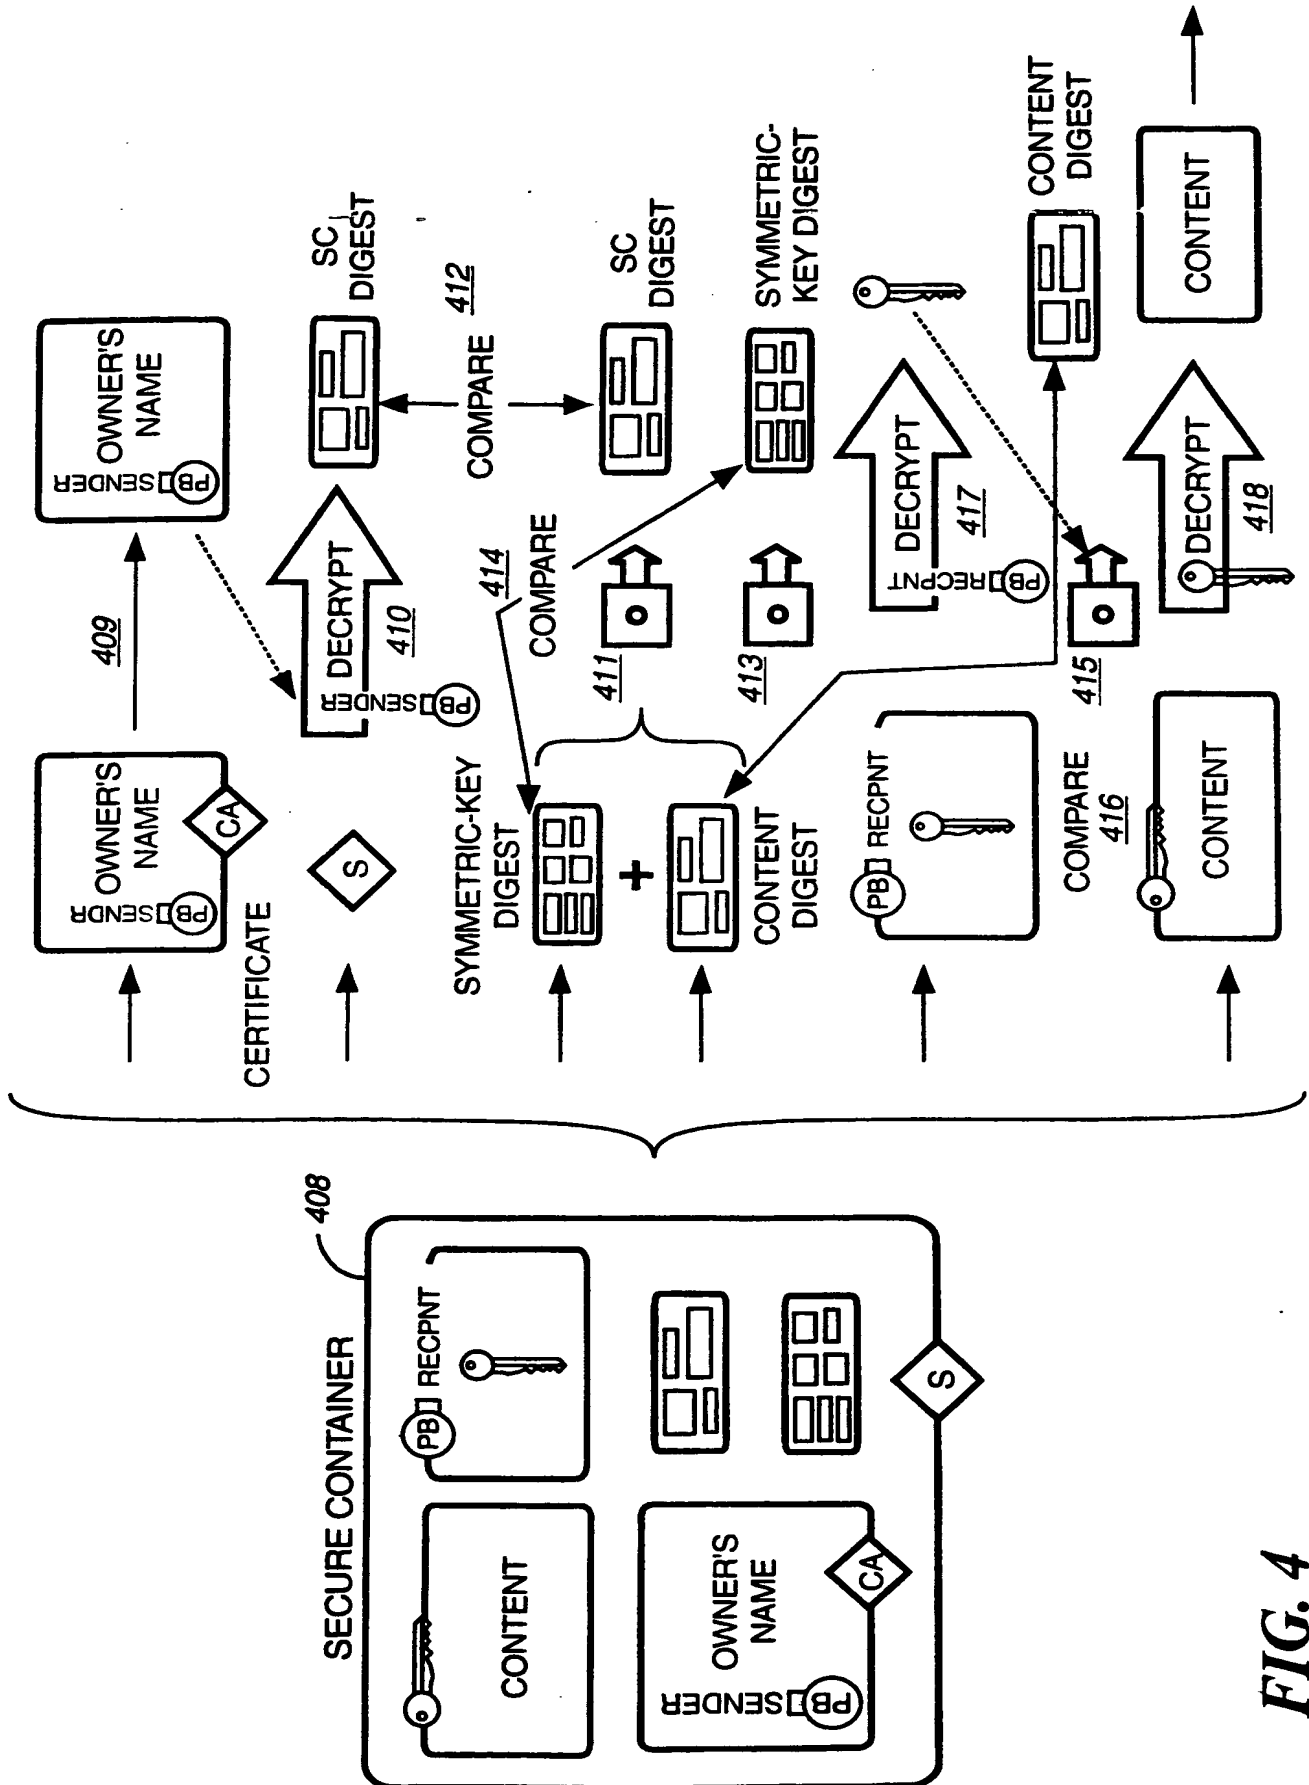 SECURE CONTAINER
408
CONTENT
PB RECPNT
PB SENDER
OWNER'S
NAME
CA
S
PB SENDR
OWNER'S
NAME
CA
CERTIFICATE
409
PB SENDER
OWNER'S
NAME
S
DECRYPT
PB SENDER
410
SC
DIGEST
COMPARE
412
SYMMETRIC-KEY
DIGEST
+
CONTENT
DIGEST
414
COMPARE
411
SC
DIGEST
413
SYMMETRIC-
KEY DIGEST
PB RECPNT
DECRYPT
PB RECPNT
417
COMPARE
416
415
CONTENT
DIGEST
CONTENT
DECRYPT
418
CONTENT
FIG. 4